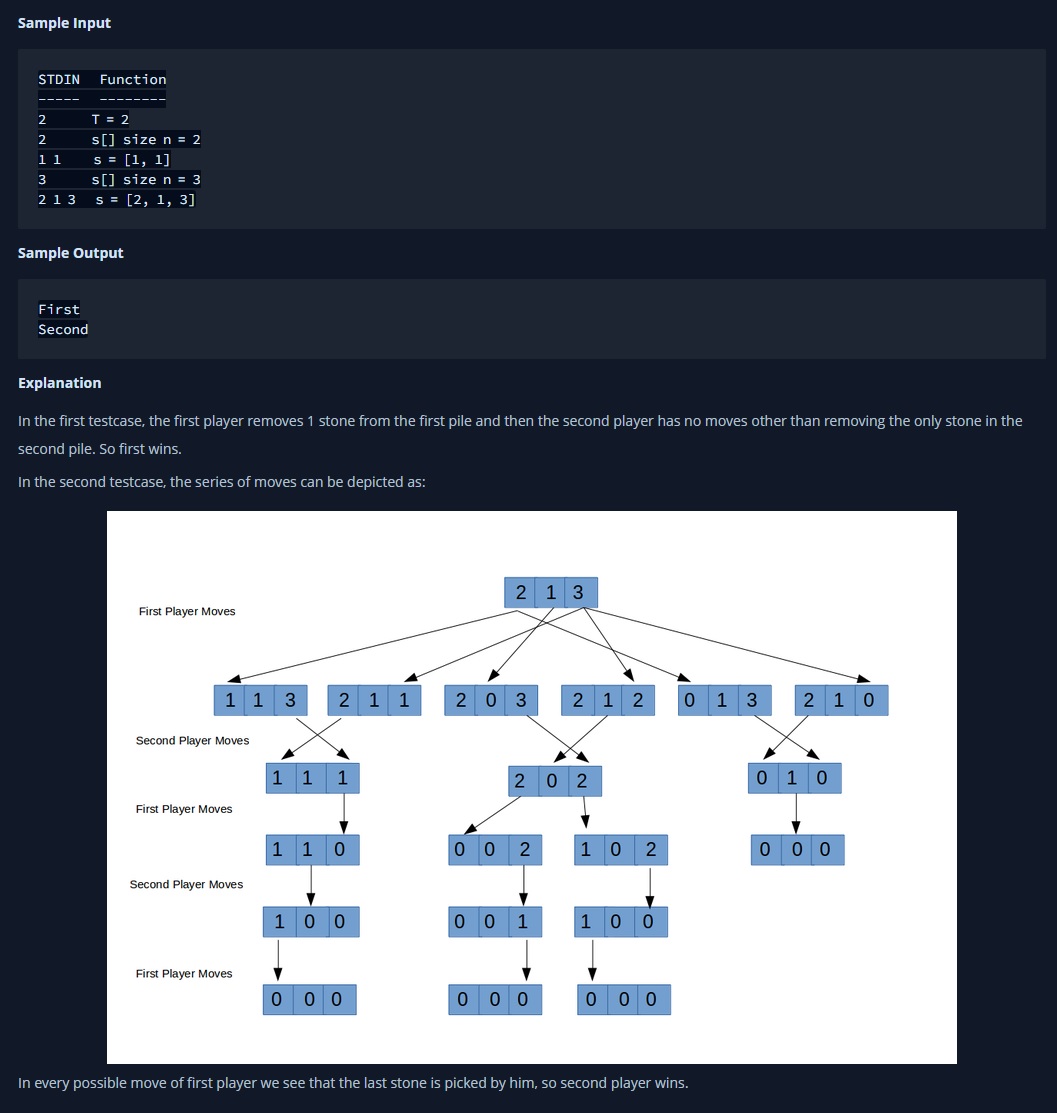 Sample Input
STDIN Function
----- --------
2 T = 2
2 s[] size n = 2
1 1 s = [1, 1]
3 s[] size n = 3
2 1 3 s = [2, 1, 3]
Sample Output
First
Second
Explanation
In the first testcase, the first player removes 1 stone from the first pile and then the second player has no moves other than removing the only stone in the
second pile. So first wins.
In the second testcase, the series of moves can be depicted as:
2 1 3
First Player Moves
1 1 3 2 1 1 2 0 3 2 1 2 0 1 3 2 1 0
Second Player Moves
1 1 1 2 0 2 0 1 0
First Player Moves
1 1 0 0 0 2 1 0 2 0 0 0
Second Player Moves
1 0 0 0 0 1 1 0 0
First Player Moves
0 0 0 0 0 0 0 0 0
In every possible move of first player we see that the last stone is picked by him, so second player wins.